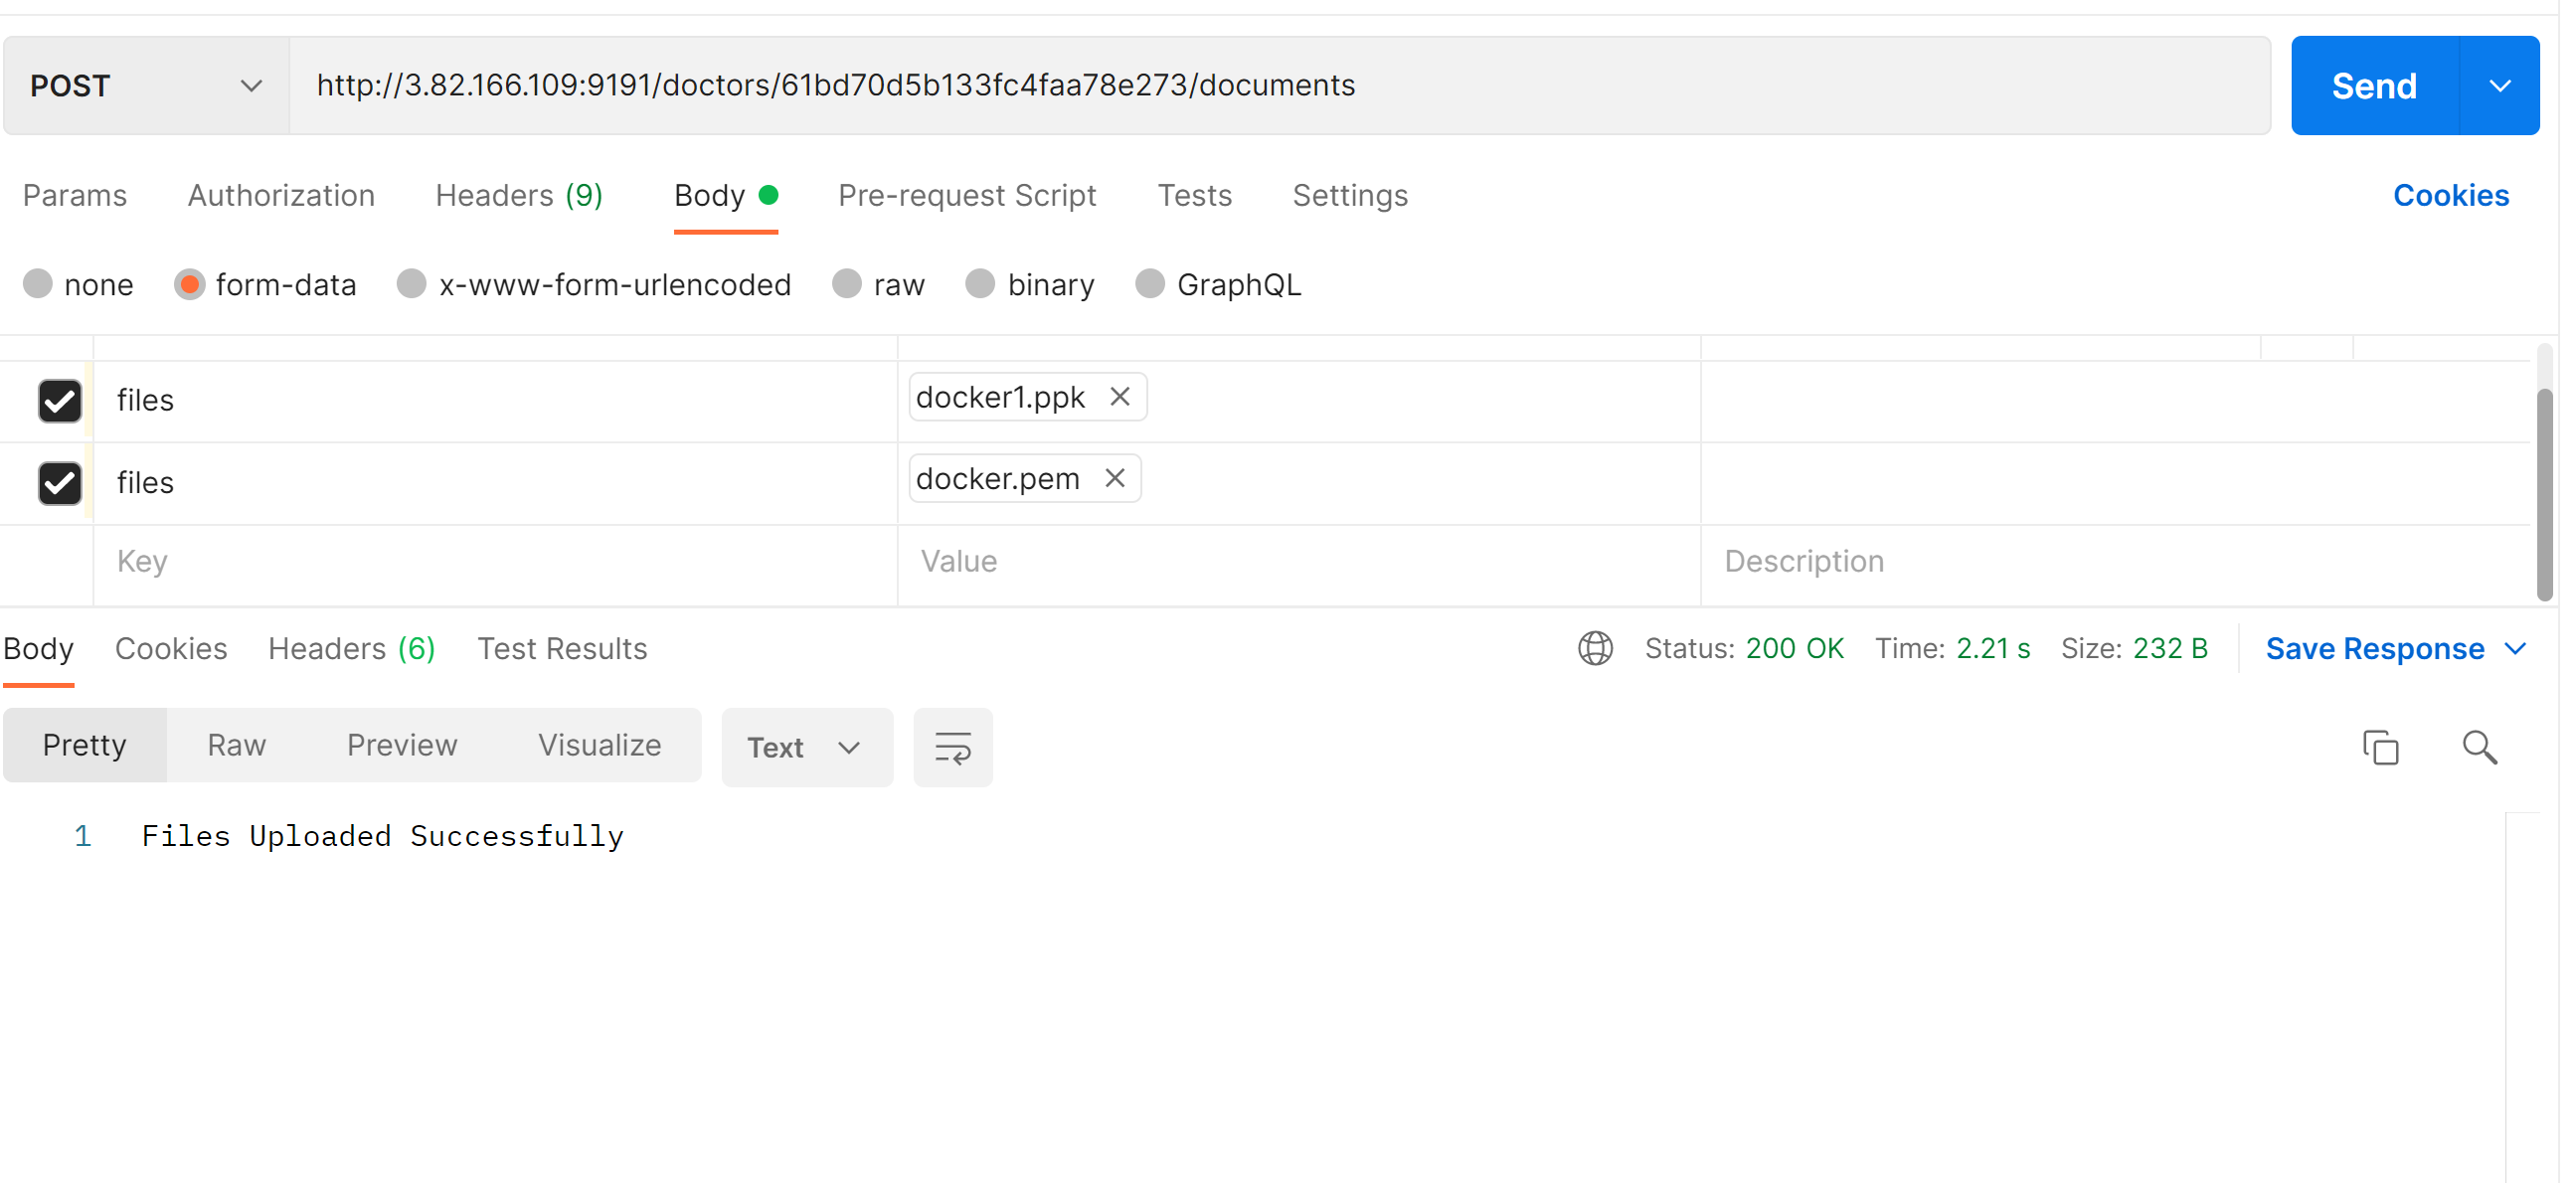 POST http://3.82.166.109:9191/doctors/61bd70d5b133fc4faa78e273/documents Send
Params Authorization Headers (9) Body Pre-request Script Tests Settings Cookies
none form-data x-www-form-urlencoded raw binary GraphQL
files docker1.ppk
files docker.pem
Key Value Description
Body Cookies Headers (6) Test Results Status: 200 OK Time: 2.21 s Size: 232 B Save Response
Pretty Raw Preview Visualize Text
1 Files Uploaded Successfully